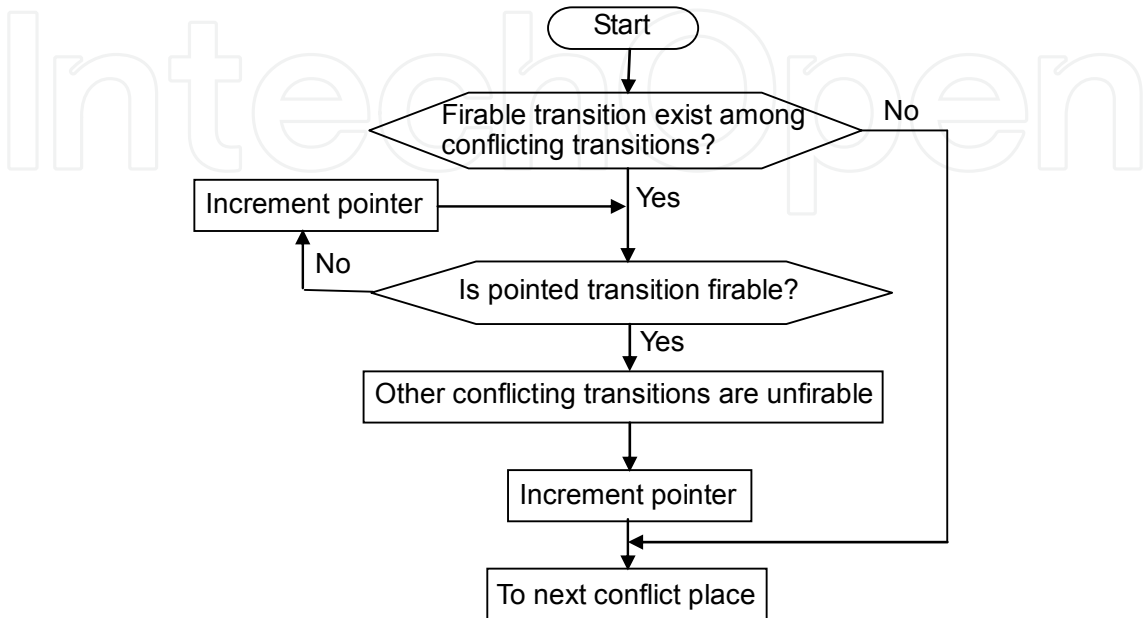 IntechOpen
Start
Firable transition exist among
conflicting transitions?
No
Increment pointer
Yes
No
Is pointed transition firable?
Yes
Other conflicting transitions are unfirable
Increment pointer
To next conflict place